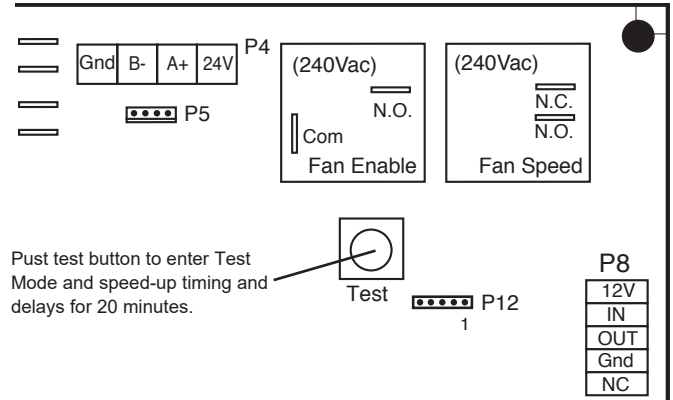 Gnd B- A+ 24V P4
P5
(240Vac)
N.O.
Com
Fan Enable
(240Vac)
N.C.
N.O.
Fan Speed
Pust test button to enter Test
Mode and speed-up timing and
delays for 20 minutes.
Test
P12
1
P8
12V
IN
OUT
Gnd
NC